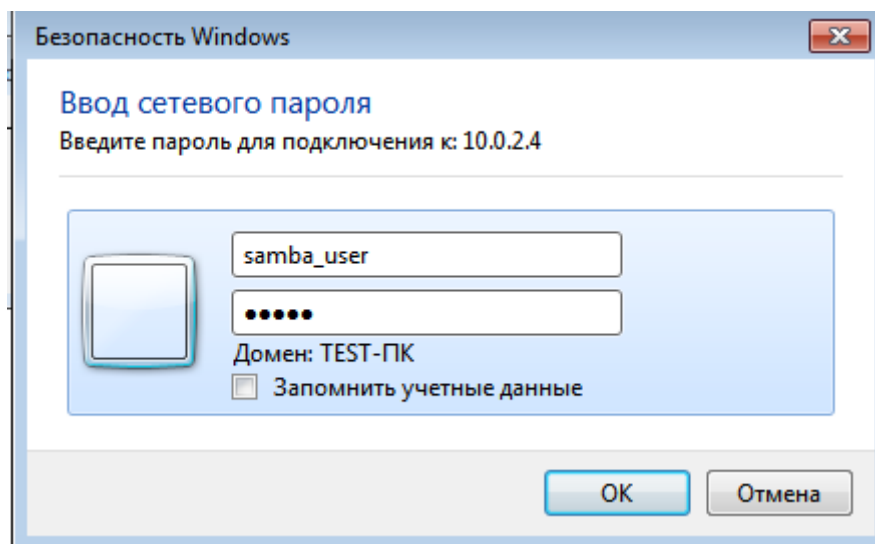 Безопасность Windows
Ввод сетевого пароля
Введите пароль для подключения к: 10.0.2.4
samba_user
●●●●●
Домен: TEST-ПК
Запомнить учетные данные
ОК
Отмена